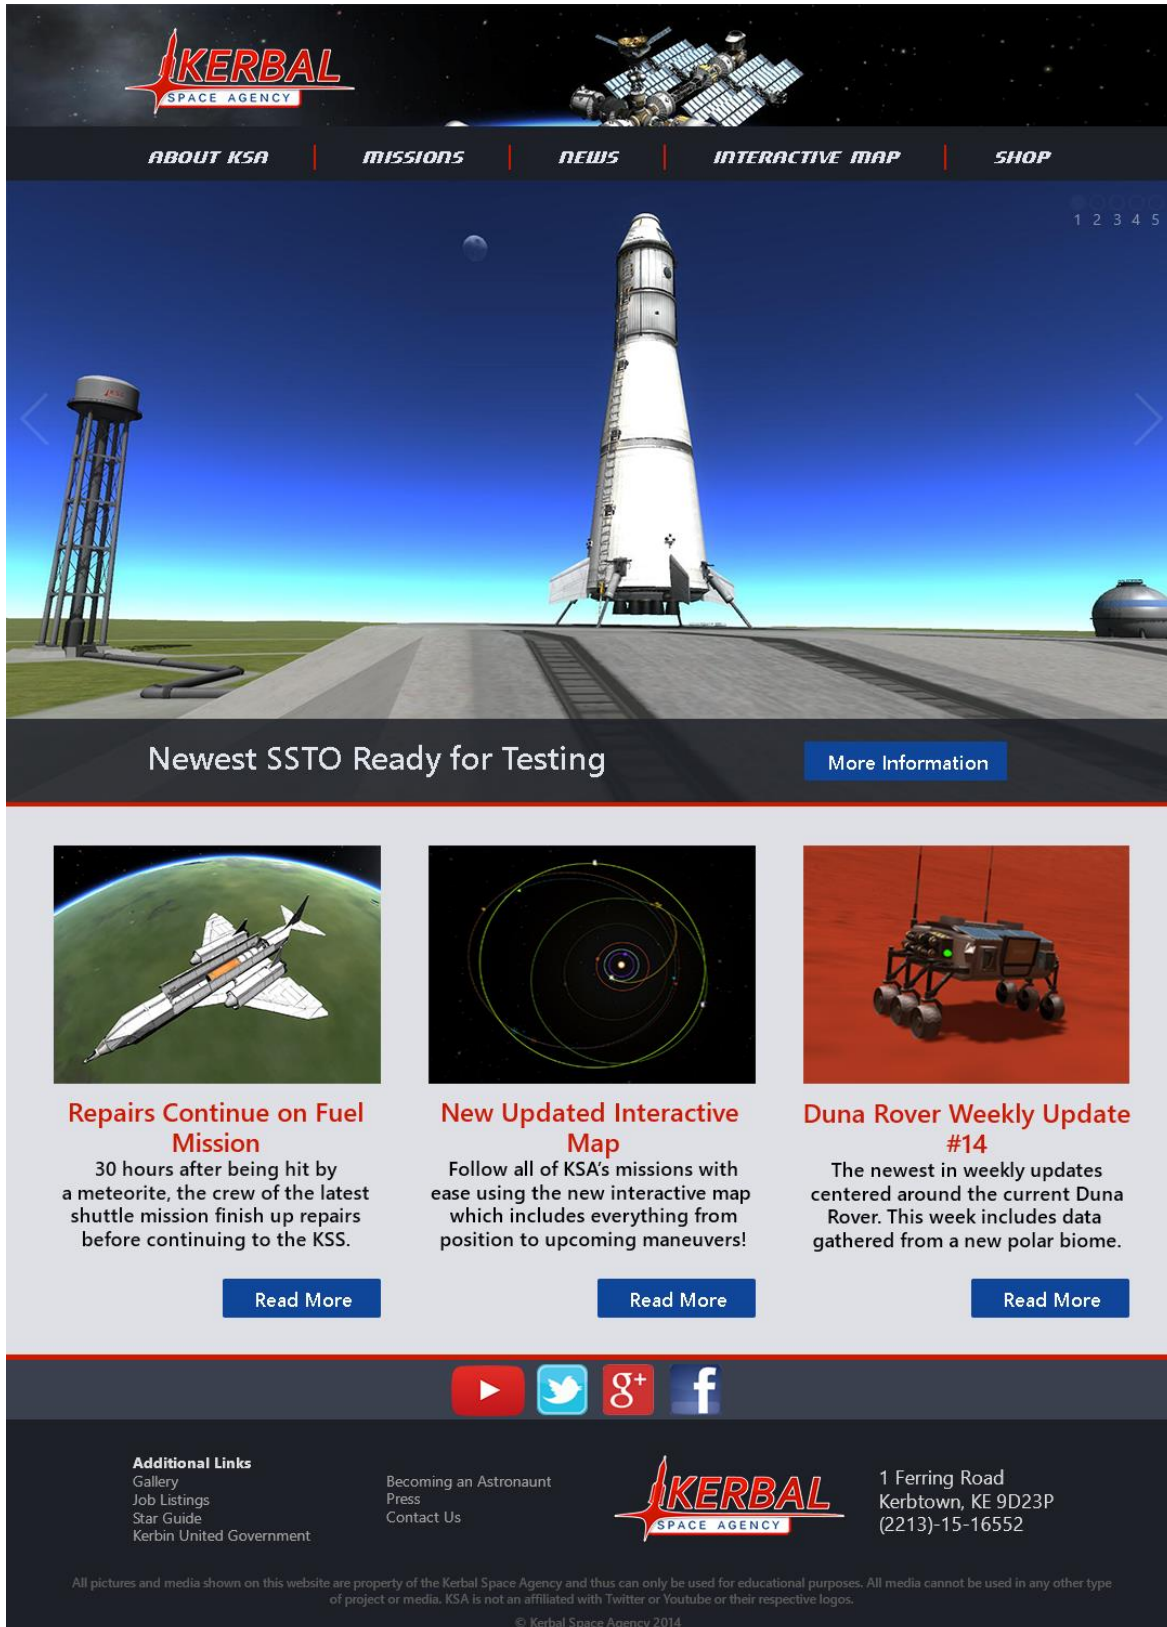 KERBAL
SPACE AGENCY
ABOUT KSA
MISSIONS
NEWS
INTERACTIVE MAP
SHOP
1 2 3 4 5
Newest SSTO Ready for Testing
More Information
Repairs Continue on Fuel
Mission
30 hours after being hit by
a meteorite, the crew of the latest
shuttle mission finish up repairs
before continuing to the KSS.
Read More
New Updated Interactive
Map
Follow all of KSA's missions with
ease using the new interactive map
which includes everything from
position to upcoming maneuvers!
Read More
Duna Rover Weekly Update
#14
The newest in weekly updates
centered around the current Duna
Rover. This week includes data
gathered from a new polar biome.
Read More
g+
f
Additional Links
Gallery
Job Listings
Star Guide
Kerbin United Government
Becoming an Astronaunt
Press
Contact Us
KERBAL
SPACE AGENCY
1 Ferring Road
Kerbtown, KE 9D23P
(2213)-15-16552
All pictures and media shown on this website are property of the Kerbal Space Agency and thus can only be used for educational purposes. All media cannot be used in any other type
of project or media. KSA is not an affiliated with Twitter or Youtube or their respective logos.
© Kerbal Space Agency 2014